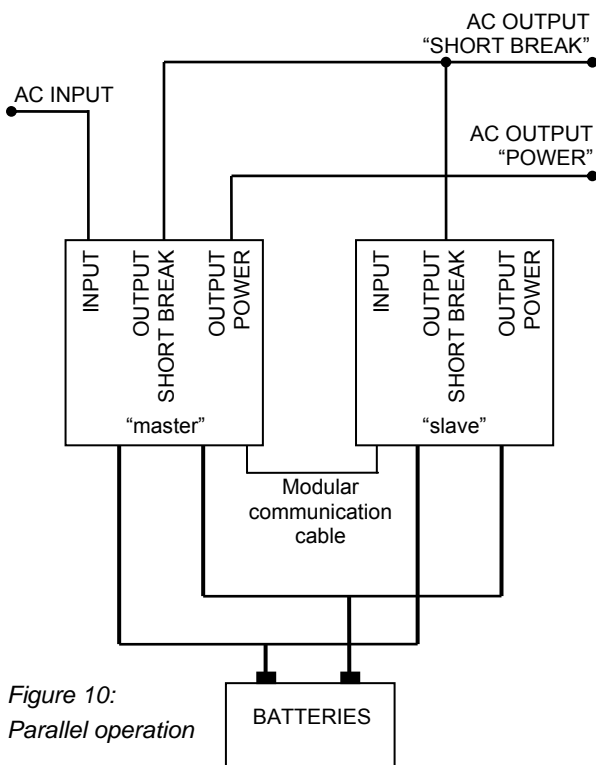 AC OUTPUT
“SHORT BREAK”
AC INPUT
AC OUTPUT
“POWER”
INPUT
OUTPUT
SHORT BREAK
OUTPUT
POWER
“master”
INPUT
OUTPUT
SHORT BREAK
OUTPUT
POWER
“slave”
Modular
communication
cable
Figure 10:
Parallel operation
BATTERIES